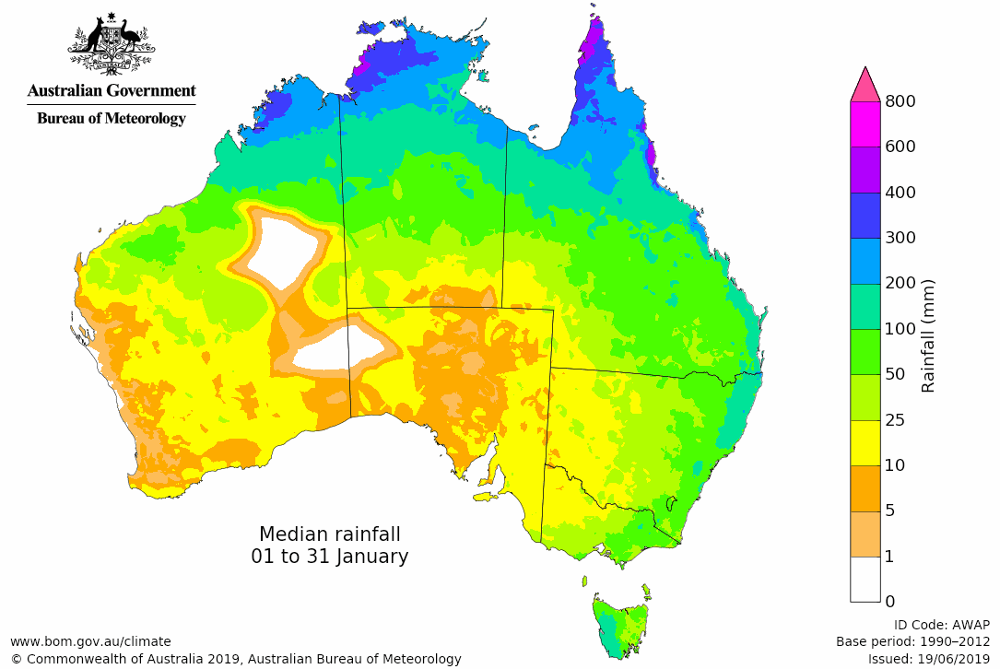 Australian Government
Bureau of Meteorology
800
600
400
300
200
100
50
25
10
5
1
0
Rainfall (mm)
Median rainfall
01 to 31 January
www.bom.gov.au/climate
© Commonwealth of Australia 2019, Australian Bureau of Meteorology
ID Code: AWAP
Base period: 1990–2012
Issued: 19/06/2019